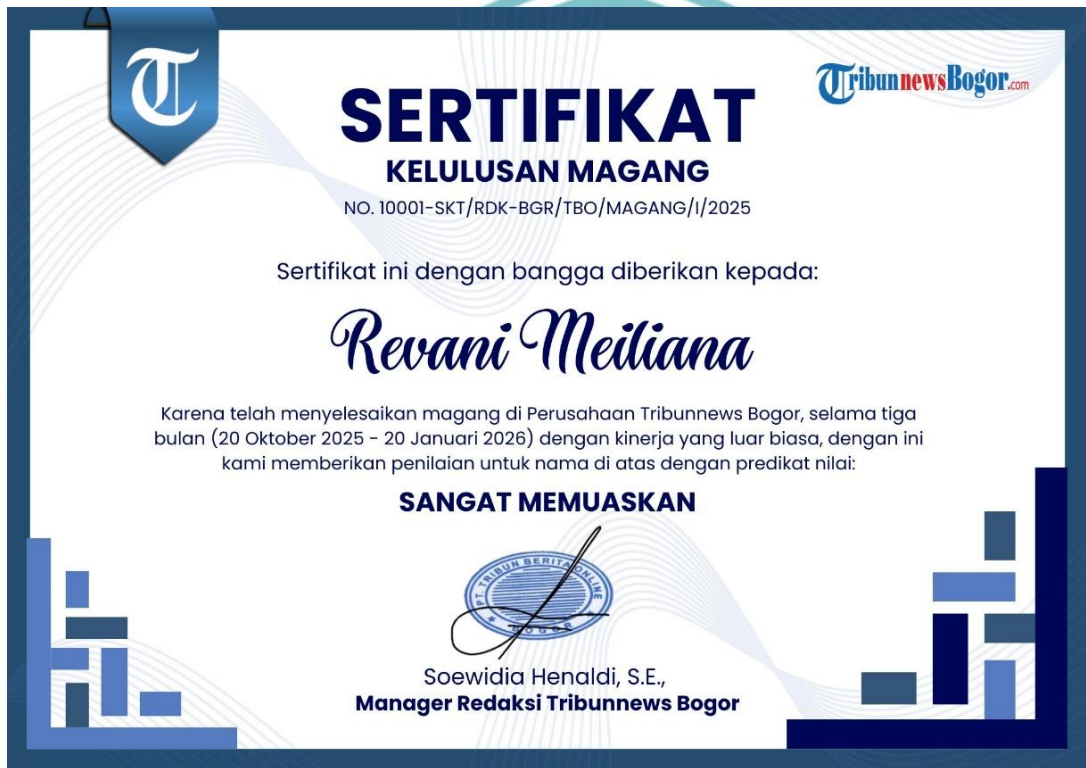 T
TribunnewsBogor.com
SERTIFIKAT
KELULUSAN MAGANG
NO. 10001-SKT/RDK-BGR/TBO/MAGANG/I/2025
Sertifikat ini dengan bangga diberikan kepada:
Revani Meiliana
Karena telah menyelesaikan magang di Perusahaan Tribunnews Bogor, selama tiga
bulan (20 Oktober 2025 - 20 Januari 2026) dengan kinerja yang luar biasa, dengan ini
kami memberikan penilaian untuk nama di atas dengan predikat nilai:
SANGAT MEMUASKAN
PT. TRIBUN BERITA ONLINE
BOGOR
Soewidia Henaldi, S.E.,
Manager Redaksi Tribunnews Bogor